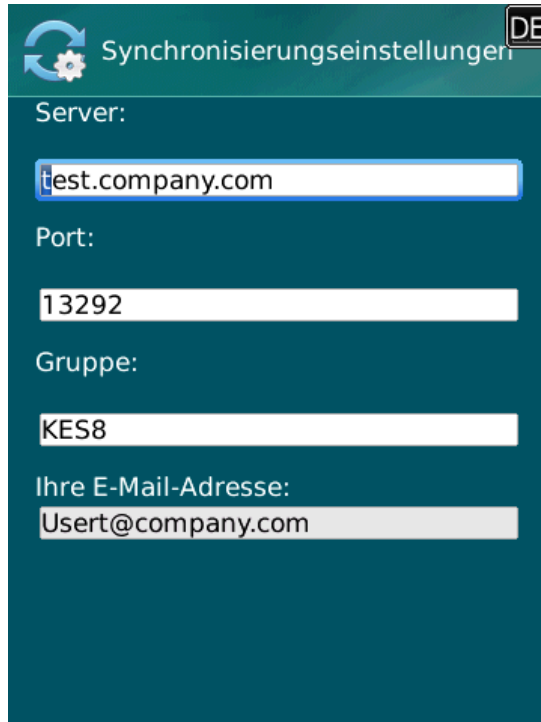 Synchronisierungseinstellungen
DE
Server:
test.company.com
Port:
13292
Gruppe:
KES8
Ihre E-Mail-Adresse:
Usert@company.com